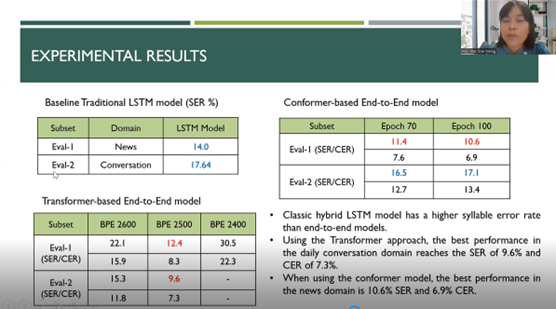 EXPERIMENTAL RESULTS
Baseline Traditional LSTM model (SER %)
Subset Domain LSTM Model
Eval-1 News 14.0
Eval-2 Conversation 17.64
Transformer-based End-to-End model
Subset BPE 2600 BPE 2500 BPE 2400
Eval-1 (SER/CER) 22.1 12.4 30.5
15.9 8.3 22.3
Eval-2 (SER/CER) 15.3 9.6 -
11.8 7.3 -
Conformer-based End-to-End model
Subset Epoch 70 Epoch 100
Eval-1 (SER/CER) 11.4 10.6
7.6 6.9
Eval-2 (SER/CER) 16.5 17.1
12.7 13.4
• Classic hybrid LSTM model has a higher syllable error rate
than end-to-end models.
• Using the Transformer approach, the best performance in
the daily conversation domain reaches the SER of 9.6% and
CER of 7.3%.
• When using the conformer model, the best performance in
the news domain is 10.6% SER and 6.9% CER.